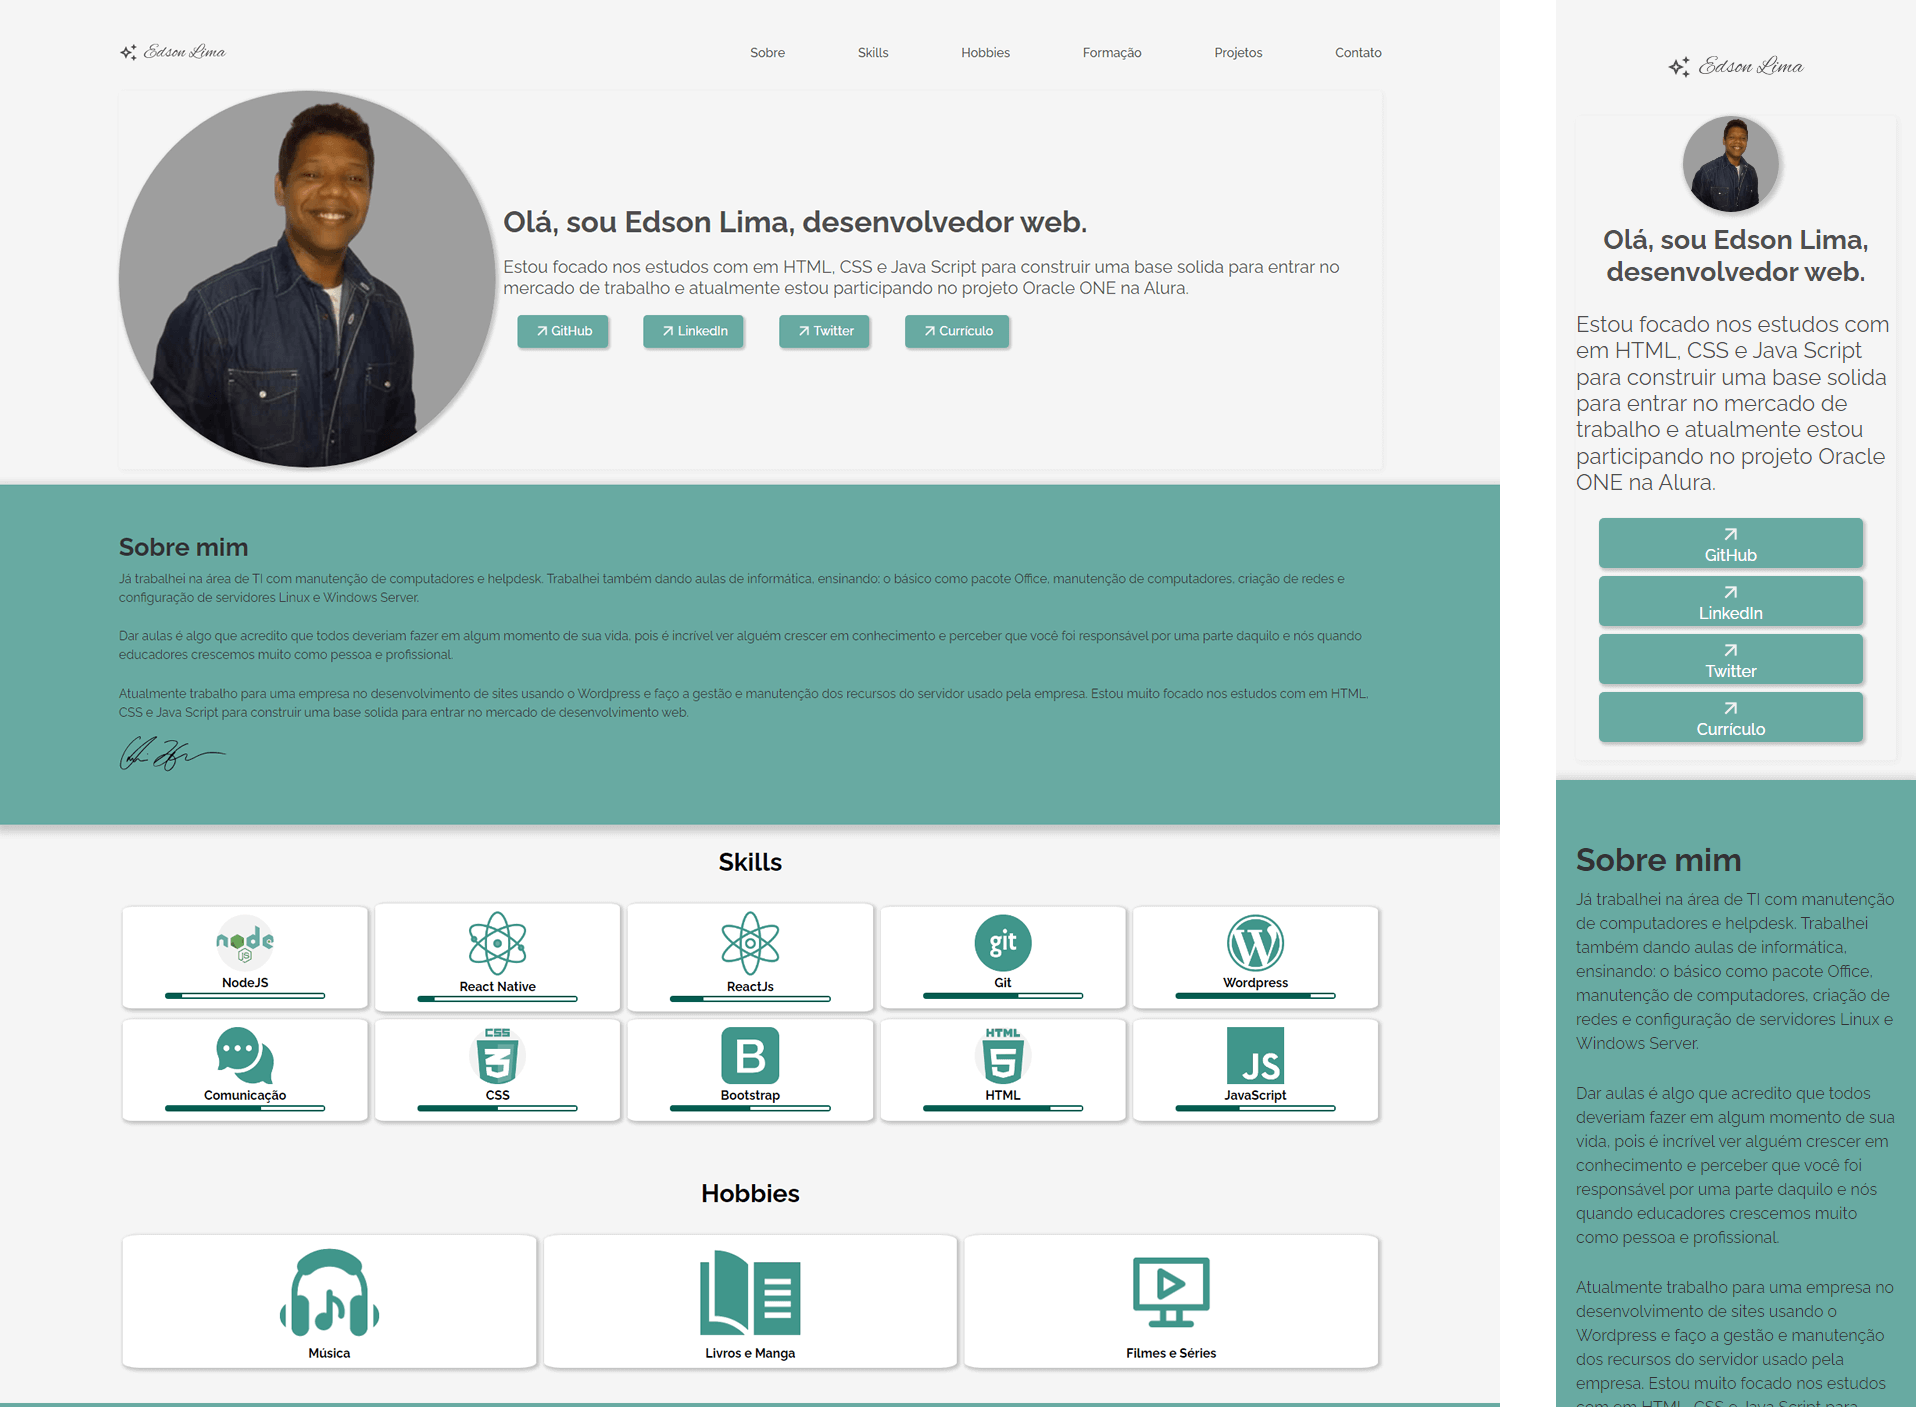 Edson Lima
Sobre Skills Hobbies Formação Projetos Contato
Olá, sou Edson Lima, desenvolvedor web.
Estou focado nos estudos com em HTML, CSS e Java Script para construir uma base solida para entrar no
mercado de trabalho e atualmente estou participando no projeto Oracle ONE na Alura.
GitHub LinkedIn Twitter Currículo
Sobre mim
Já trabalhei na área de TI com manutenção de computadores e helpdesk. Trabalhei também dando aulas de informática, ensinando: o básico como pacote Office, manutenção de computadores, criação de redes e
configuração de servidores Linux e Windows Server.
Dar aulas é algo que acredito que todos deveriam fazer em algum momento de sua vida, pois é incrível ver alguém crescer em conhecimento e perceber que você foi responsável por uma parte daquilo e nós quando
educadores crescemos muito como pessoa e profissional.
Atualmente trabalho para uma empresa no desenvolvimento de sites usando o Wordpress e faço a gestão e manutenção dos recursos do servidor usado pela empresa. Estou muito focado nos estudos com em HTML,
CSS e Java Script para construir uma base solida para entrar no mercado de desenvolvimento web.
Skills
node
JS
NodeJS
React Native
ReactJs
git
Git
W
Wordpress
Comunicação
CSS
3
CSS
B
Bootstrap
HTML
5
HTML
JS
JavaScript
Hobbies
Música
Livros e Manga
Filmes e Séries
Edson Lima
Olá, sou Edson Lima,
desenvolvedor web.
Estou focado nos estudos com
em HTML, CSS e Java Script
para construir uma base solida
para entrar no mercado de
trabalho e atualmente estou
participando no projeto Oracle
ONE na Alura.
GitHub
LinkedIn
Twitter
Currículo
Sobre mim
Já trabalhei na área de TI com manutenção
de computadores e helpdesk. Trabalhei
também dando aulas de informática,
ensinando: o básico como pacote Office,
manutenção de computadores, criação de
redes e configuração de servidores Linux e
Windows Server.
Dar aulas é algo que acredito que todos
deveriam fazer em algum momento de sua
vida, pois é incrível ver alguém crescer em
conhecimento e perceber que você foi
responsável por uma parte daquilo e nós
quando educadores crescemos muito
como pessoa e profissional.
Atualmente trabalho para uma empresa no
desenvolvimento de sites usando o
Wordpress e faço a gestão e manutenção
dos recursos do servidor usado pela
empresa. Estou muito focado nos estudos
com em HTML, CSS e Java Script para